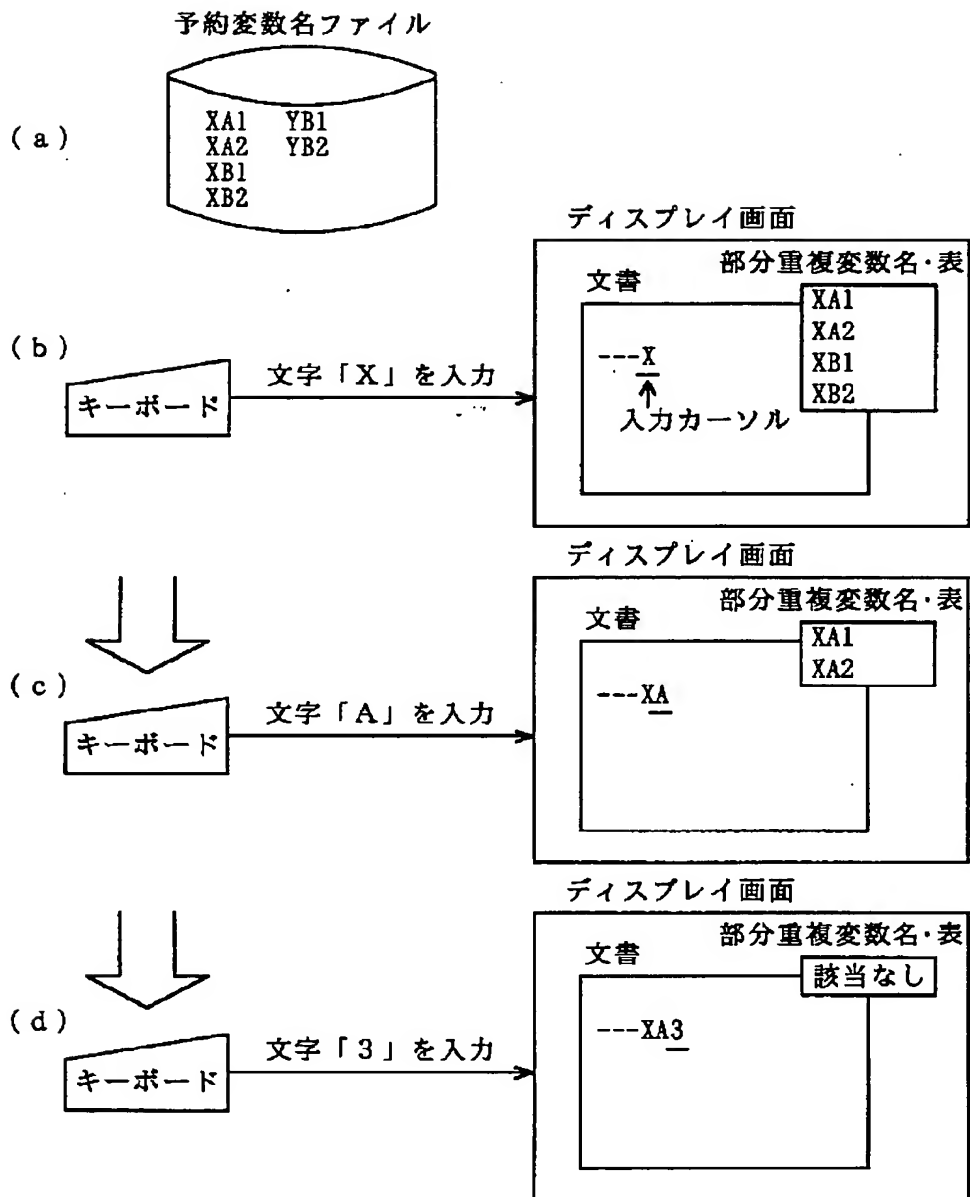 予約変数名ファイル
(a)
XA1 YB1
XA2 YB2
XB1
XB2
ディスプレイ画面
部分重複変数名・表
文書
XA1
XA2
XB1
XB2
(b)
キーボード
文字「X」を入力
---X
入力カーソル
ディスプレイ画面
部分重複変数名・表
文書
XA1
XA2
(c)
キーボード
文字「A」を入力
---XA
ディスプレイ画面
部分重複変数名・表
文書
該当なし
(d)
キーボード
文字「3」を入力
---XA3